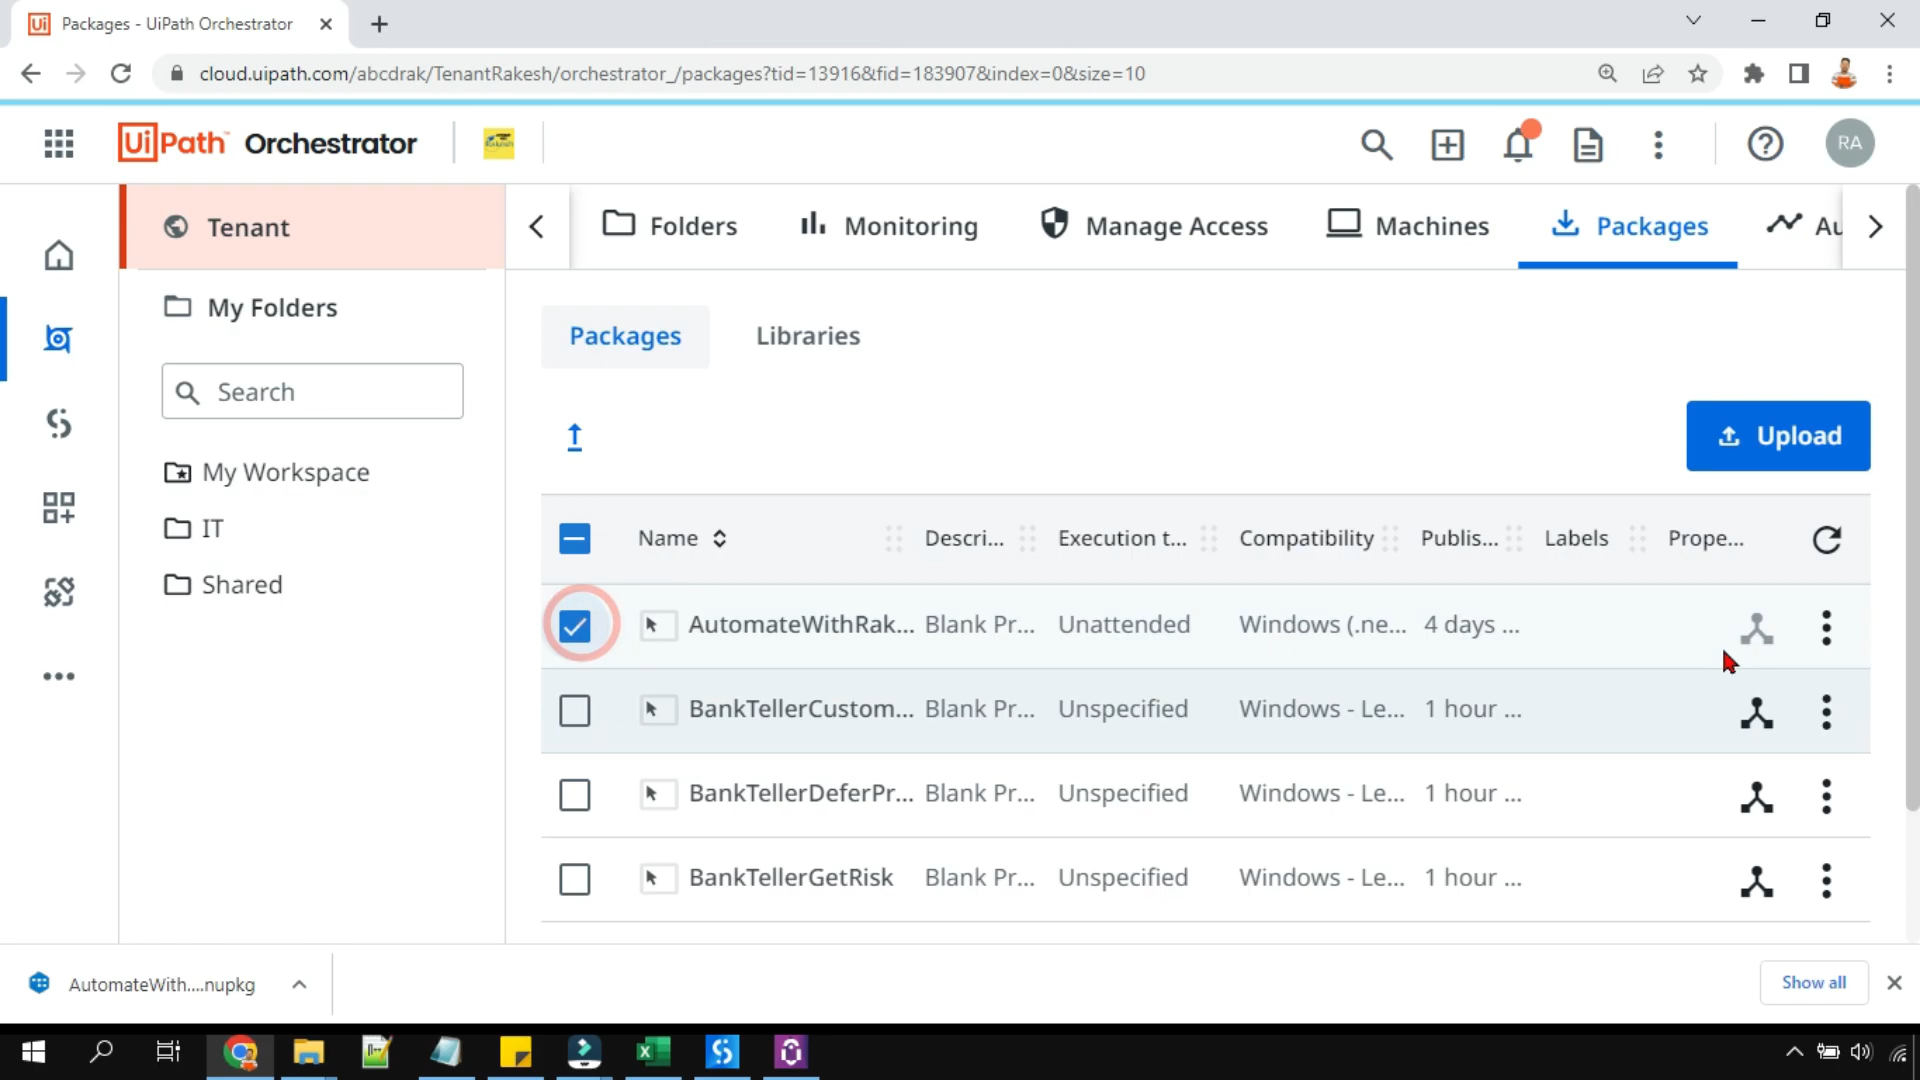 Packages - UiPath Orchestrator
cloud.uipath.com/abcdrak/TenantRakesh/orchestrator_/packages?tid=13916&fid=183907&index=0&size=10
UiPath Orchestrator
RA
Tenant
Folders
Monitoring
Manage Access
Machines
Packages
Au
My Folders
Search
My Workspace
IT
Shared
Packages
Libraries
Upload
Name Descri... Execution t... Compatibility Publis... Labels Prope...
AutomateWithRak... Blank Pr... Unattended Windows (.ne... 4 days ...
BankTellerCustom... Blank Pr... Unspecified Windows - Le... 1 hour ...
BankTellerDeferPr... Blank Pr... Unspecified Windows - Le... 1 hour ...
BankTellerGetRisk Blank Pr... Unspecified Windows - Le... 1 hour ...
AutomateWith....nupkg
Show all